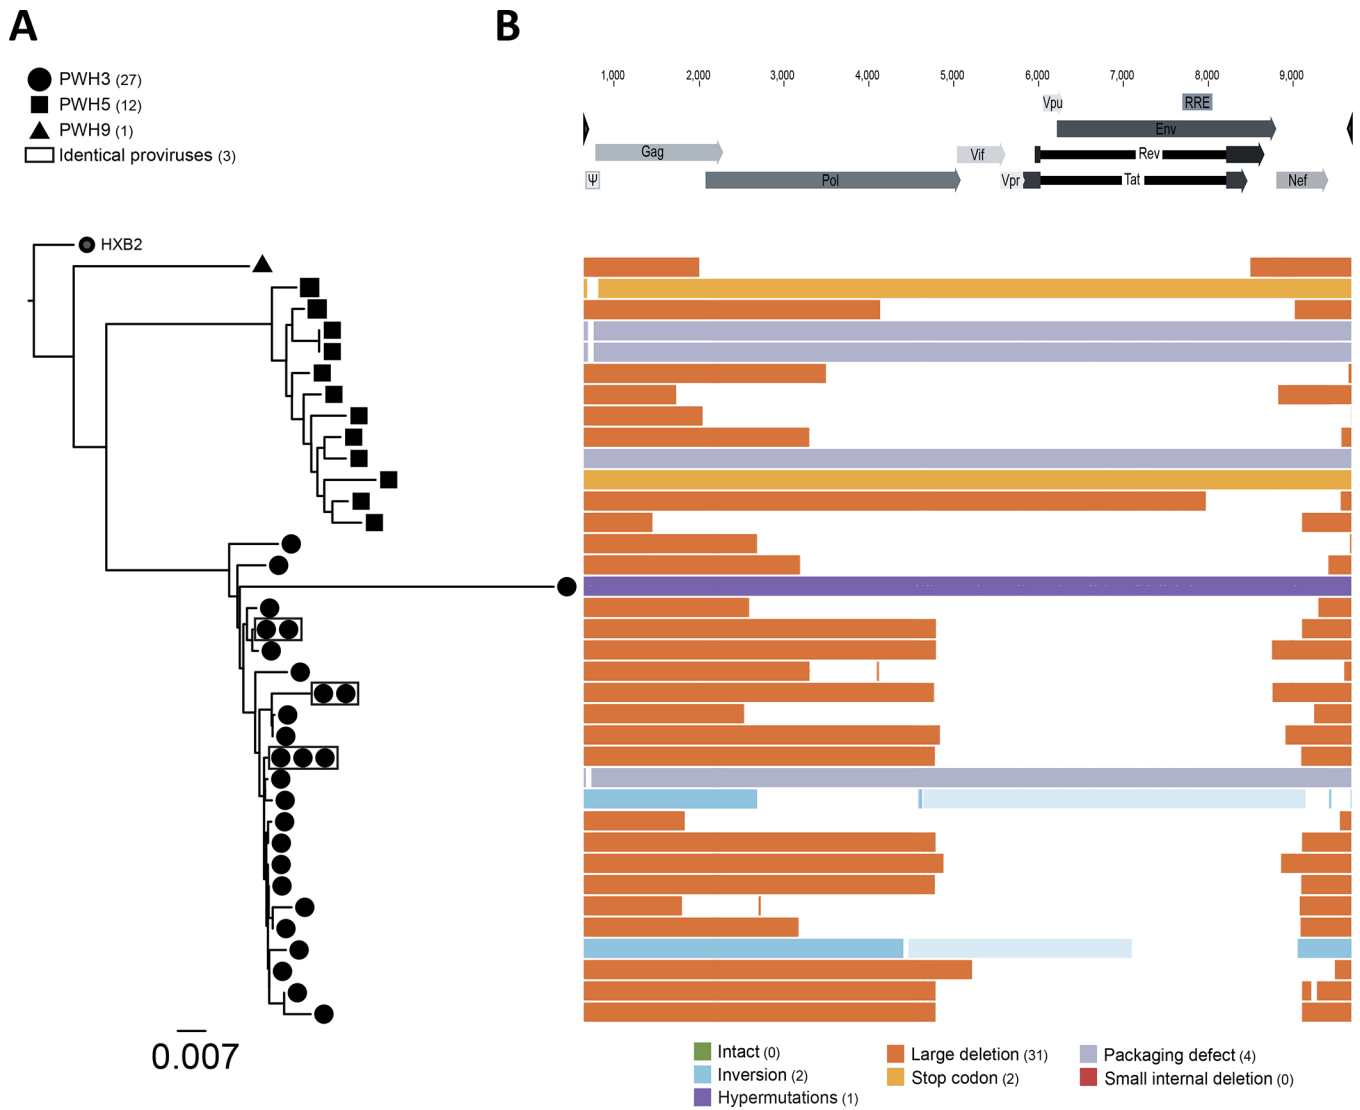 A
B
PWH3 (27)
PWH5 (12)
PWH9 (1)
Identical proviruses (3)
1,000 2,000 3,000 4,000 5,000 6,000 7,000 8,000 9,000
Vpu RRE
Env
Gag Vif Rev
Ψ Pol Vpr Tat Nef
HXB2
0.007
Intact (0)
Inversion (2)
Hypermutations (1)
Large deletion (31)
Stop codon (2)
Packaging defect (4)
Small internal deletion (0)